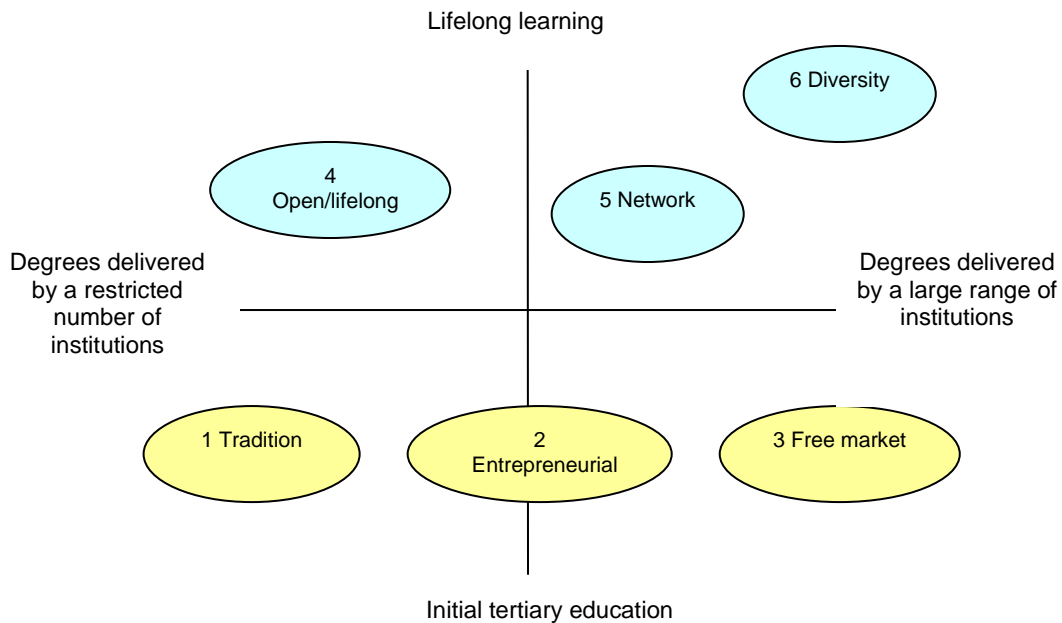 Lifelong learning
6 Diversity
4
Open/lifelong
5 Network
Degrees delivered
by a restricted
number of
institutions
Degrees delivered
by a large range of
institutions
1 Tradition
2
Entrepreneurial
3 Free market
Initial tertiary education